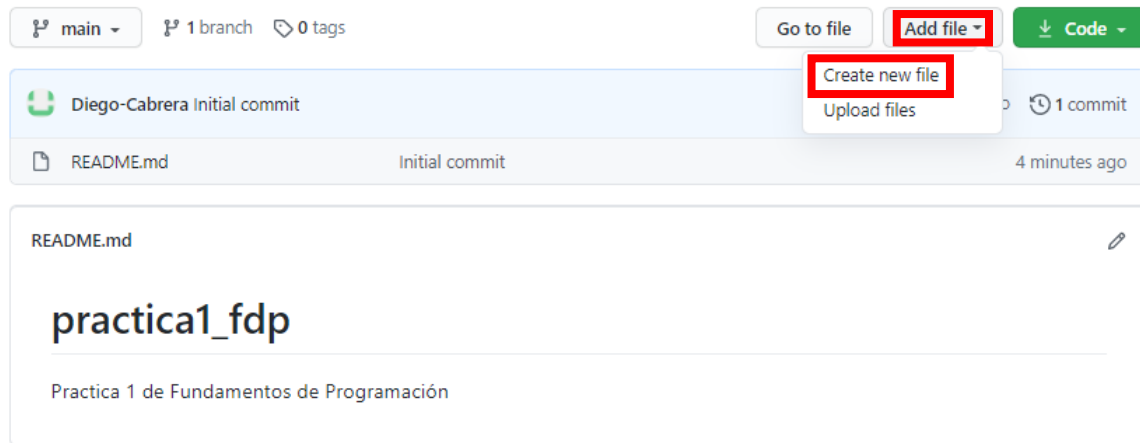 main 1 branch 0 tags Go to file Add file Code
Create new file
Diego-Cabrera Initial commit 1 commit
Upload files
README.md Initial commit 4 minutes ago
README.md
practica1_fdp
Practica 1 de Fundamentos de Programación